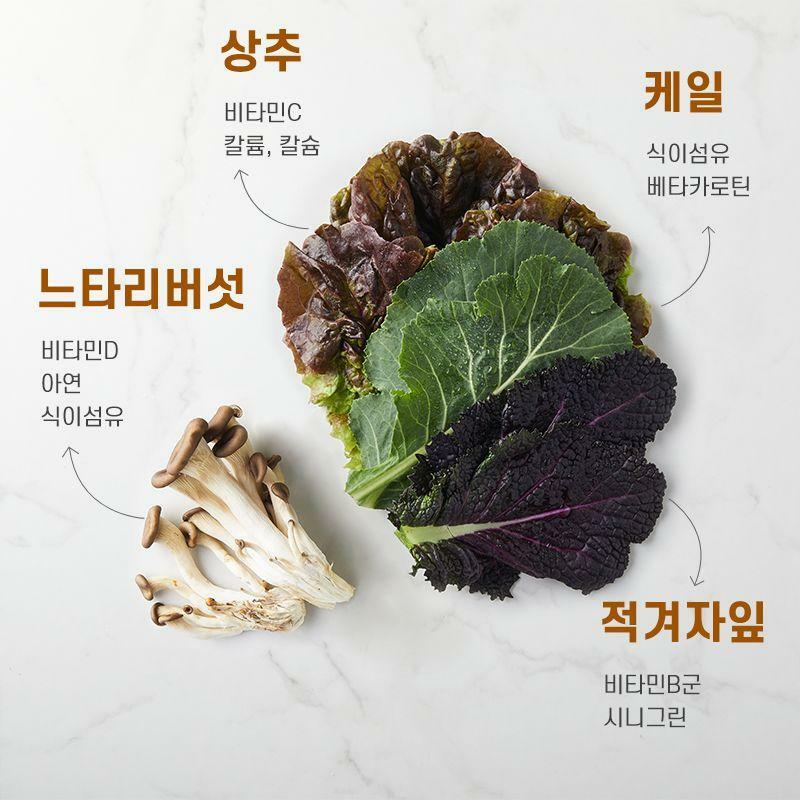 상추
비타민C
칼륨, 칼슘
케일
식이섬유
베타카로틴
느타리버섯
비타민D
아연
식이섬유
적겨자잎
비타민B군
시니그린